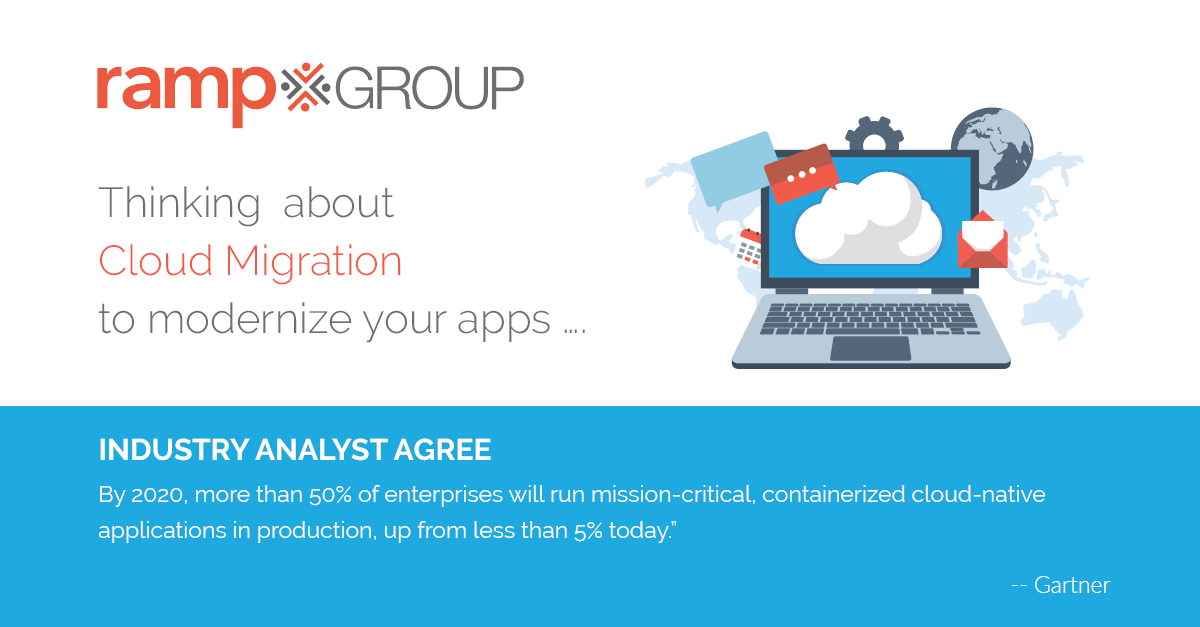 ramp GROUP
Thinking about
Cloud Migration
to modernize your apps ....
INDUSTRY ANALYST AGREE
By 2020, more than 50% of enterprises will run mission-critical, containerized cloud-native
applications in production, up from less than 5% today.”
-- Gartner